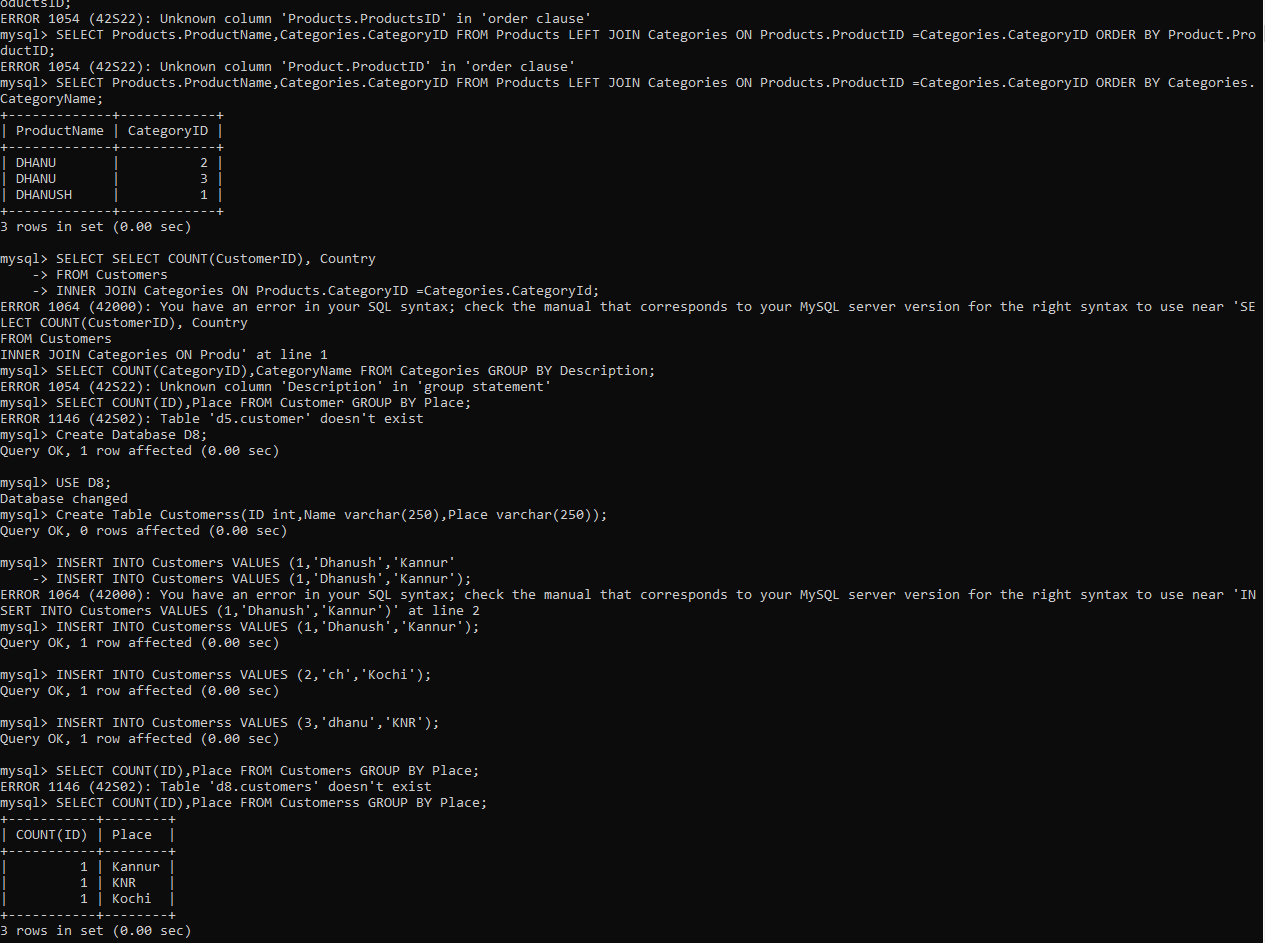 oductsID;
ERROR 1054 (42S22): Unknown column 'Products.ProductsID' in 'order clause'
mysql> SELECT Products.ProductName,Categories.CategoryID FROM Products LEFT JOIN Categories ON Products.ProductID =Categories.CategoryID ORDER BY Product.Pro
ductID;
ERROR 1054 (42S22): Unknown column 'Product.ProductID' in 'order clause'
mysql> SELECT Products.ProductName,Categories.CategoryID FROM Products LEFT JOIN Categories ON Products.ProductID =Categories.CategoryID ORDER BY Categories.
CategoryName;
+-------------+------------+
| ProductName | CategoryID |
+-------------+------------+
| DHANU       |          2 |
| DHANU       |          3 |
| DHANUSH     |          1 |
+-------------+------------+
3 rows in set (0.00 sec)

mysql> SELECT SELECT COUNT(CustomerID), Country
    -> FROM Customers
    -> INNER JOIN Categories ON Products.CategoryID =Categories.CategoryId;
ERROR 1064 (42000): You have an error in your SQL syntax; check the manual that corresponds to your MySQL server version for the right syntax to use near 'SE
LECT COUNT(CustomerID), Country
FROM Customers
INNER JOIN Categories ON Produ' at line 1
mysql> SELECT COUNT(CategoryID),CategoryName FROM Categories GROUP BY Description;
ERROR 1054 (42S22): Unknown column 'Description' in 'group statement'
mysql> SELECT COUNT(ID),Place FROM Customer GROUP BY Place;
ERROR 1146 (42S02): Table 'd5.customer' doesn't exist
mysql> Create Database D8;
Query OK, 1 row affected (0.00 sec)

mysql> USE D8;
Database changed
mysql> Create Table Customerss(ID int,Name varchar(250),Place varchar(250));
Query OK, 0 rows affected (0.00 sec)

mysql> INSERT INTO Customers VALUES (1,'Dhanush','Kannur'
    -> INSERT INTO Customers VALUES (1,'Dhanush','Kannur');
ERROR 1064 (42000): You have an error in your SQL syntax; check the manual that corresponds to your MySQL server version for the right syntax to use near 'IN
SERT INTO Customers VALUES (1,'Dhanush','Kannur')' at line 2
mysql> INSERT INTO Customerss VALUES (1,'Dhanush','Kannur');
Query OK, 1 row affected (0.00 sec)

mysql> INSERT INTO Customerss VALUES (2,'ch','Kochi');
Query OK, 1 row affected (0.00 sec)

mysql> INSERT INTO Customerss VALUES (3,'dhanu','KNR');
Query OK, 1 row affected (0.00 sec)

mysql> SELECT COUNT(ID),Place FROM Customers GROUP BY Place;
ERROR 1146 (42S02): Table 'd8.customers' doesn't exist
mysql> SELECT COUNT(ID),Place FROM Customerss GROUP BY Place;
+-----------+--------+
| COUNT(ID) | Place  |
+-----------+--------+
|         1 | Kannur |
|         1 | KNR    |
|         1 | Kochi  |
+-----------+--------+
3 rows in set (0.00 sec)